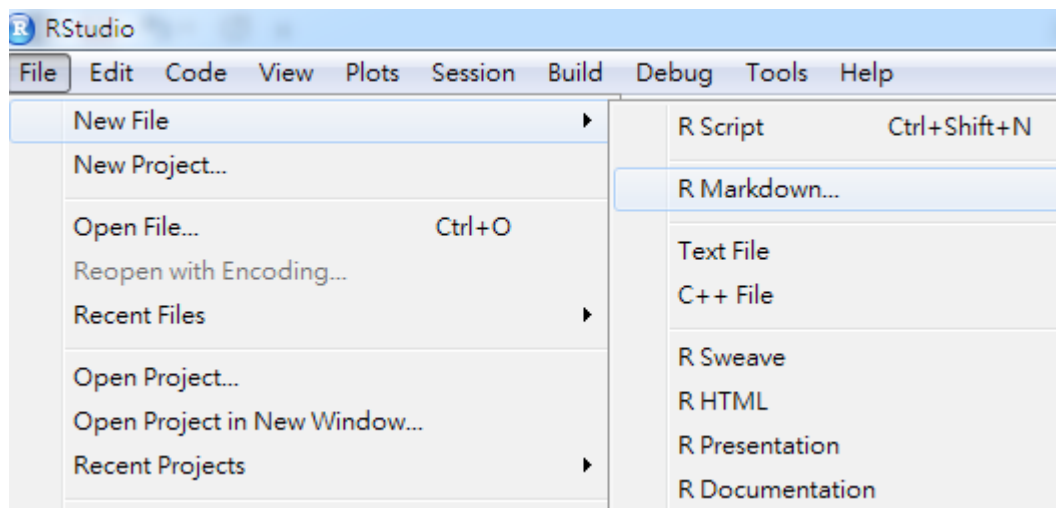 RStudio
File Edit Code View Plots Session Build Debug Tools Help
New File
New Project...
Open File... Ctrl+O
Reopen with Encoding...
Recent Files
Open Project...
Open Project in New Window...
Recent Projects
R Script Ctrl+Shift+N
R Markdown...
Text File
C++ File
R Sweave
R HTML
R Presentation
R Documentation